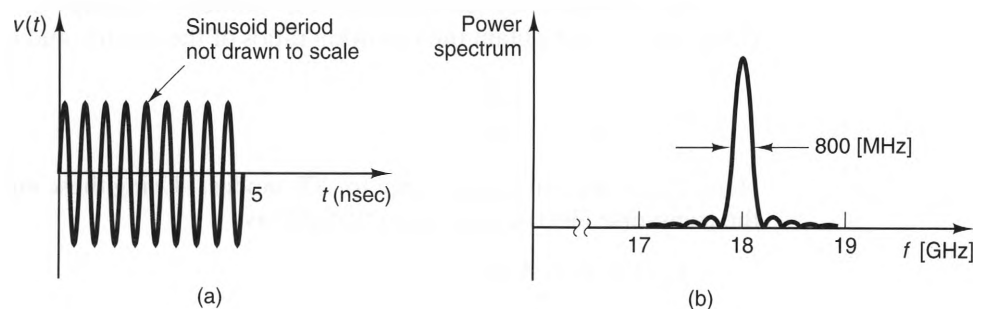 v(t)
Sinusoid period
not drawn to scale
5
t (nsec)
(a)
Power
spectrum
800 [MHz]
17
18
19
f [GHz]
(b)